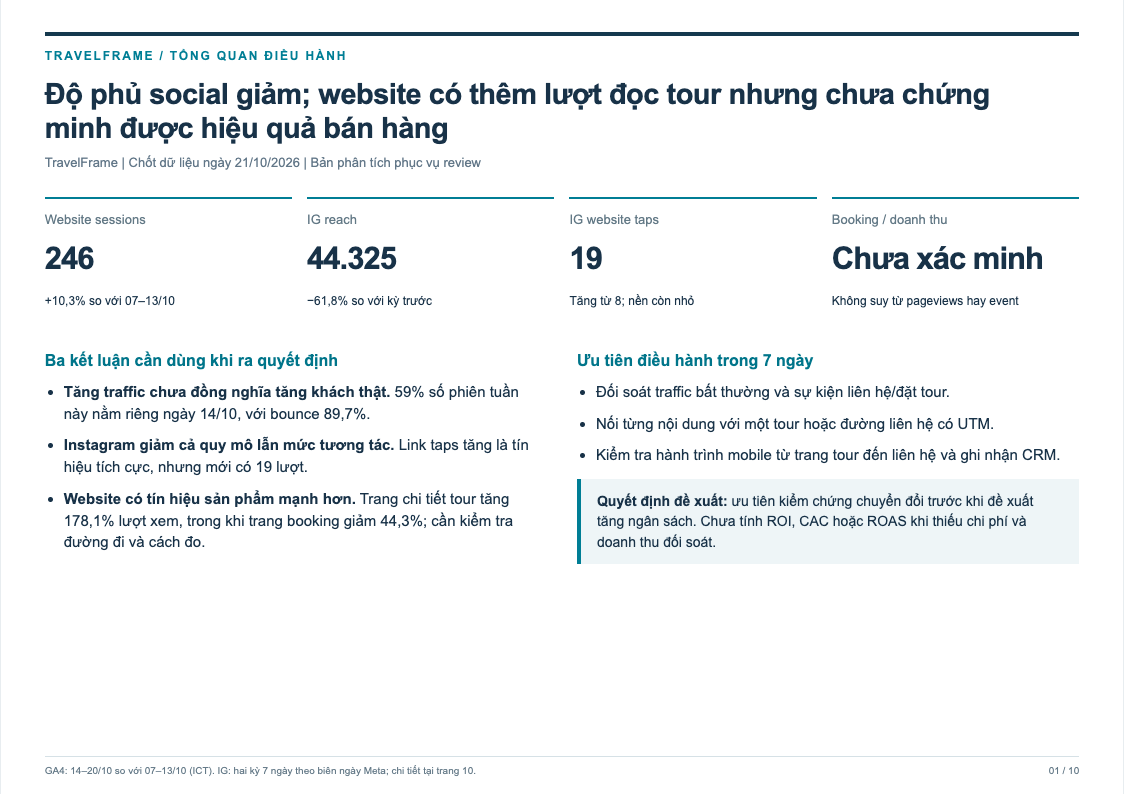 TRAVELFRAME / TỔNG QUAN ĐIỀU HÀNH
Độ phủ social giảm; website có thêm lượt đọc tour nhưng chưa chứng
minh được hiệu quả bán hàng
TravelFrame | Chốt dữ liệu ngày 21/10/2026 | Bản phân tích phục vụ review
Website sessions
246
+10,3% so với 07–13/10
IG reach
44.325
−61,8% so với kỳ trước
IG website taps
19
Tăng từ 8; nền còn nhỏ
Booking / doanh thu
Chưa xác minh
Không suy từ pageviews hay event
Ba kết luận cần dùng khi ra quyết định
• Tăng traffic chưa đồng nghĩa tăng khách thật. 59% số phiên tuần
này nằm riêng ngày 14/10, với bounce 89,7%.
• Instagram giảm cả quy mô lẫn mức tương tác. Link taps tăng là tín
hiệu tích cực, nhưng mới có 19 lượt.
• Website có tín hiệu sản phẩm mạnh hơn. Trang chi tiết tour tăng
178,1% lượt xem, trong khi trang booking giảm 44,3%; cần kiểm tra
đường đi và cách đo.
Ưu tiên điều hành trong 7 ngày
• Đối soát traffic bất thường và sự kiện liên hệ/đặt tour.
• Nối từng nội dung với một tour hoặc đường liên hệ có UTM.
• Kiểm tra hành trình mobile từ trang tour đến liên hệ và ghi nhận CRM.
Quyết định đề xuất: ưu tiên kiểm chứng chuyển đổi trước khi đề xuất
tăng ngân sách. Chưa tính ROI, CAC hoặc ROAS khi thiếu chi phí và
doanh thu đối soát.
GA4: 14–20/10 so với 07–13/10 (ICT). IG: hai kỳ 7 ngày theo biên ngày Meta; chi tiết tại trang 10.
01 / 10